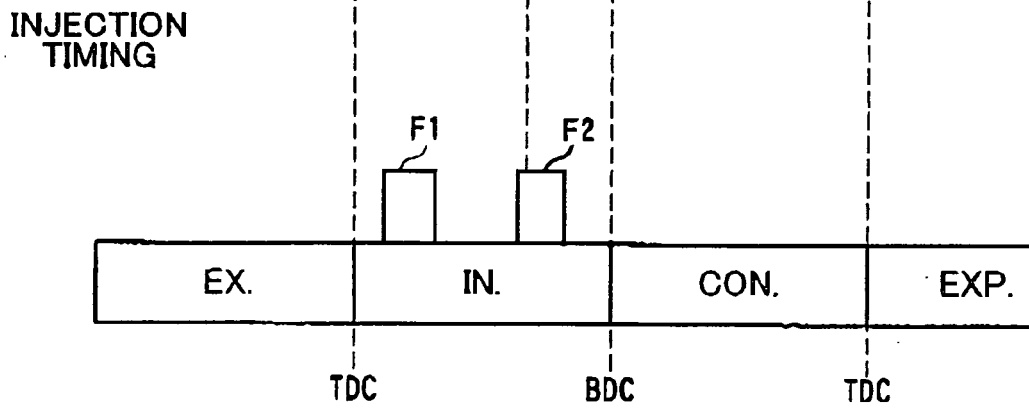 INJECTION
TIMING
F1 F2
EX. IN. CON. EXP.
TDC BDC TDC